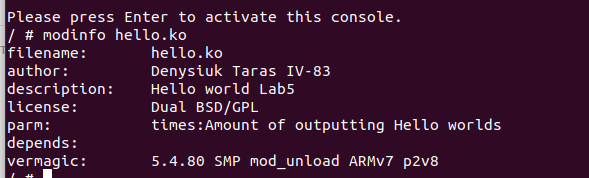 Please press Enter to activate this console.
/ # modinfo hello.ko
filename:       hello.ko
author:         Denysiuk Taras IV-83
description:    Hello world Lab5
license:        Dual BSD/GPL
parm:           times:Amount of outputting Hello worlds
depends:
vermagic:       5.4.80 SMP mod_unload ARMv7 p2v8
/ #